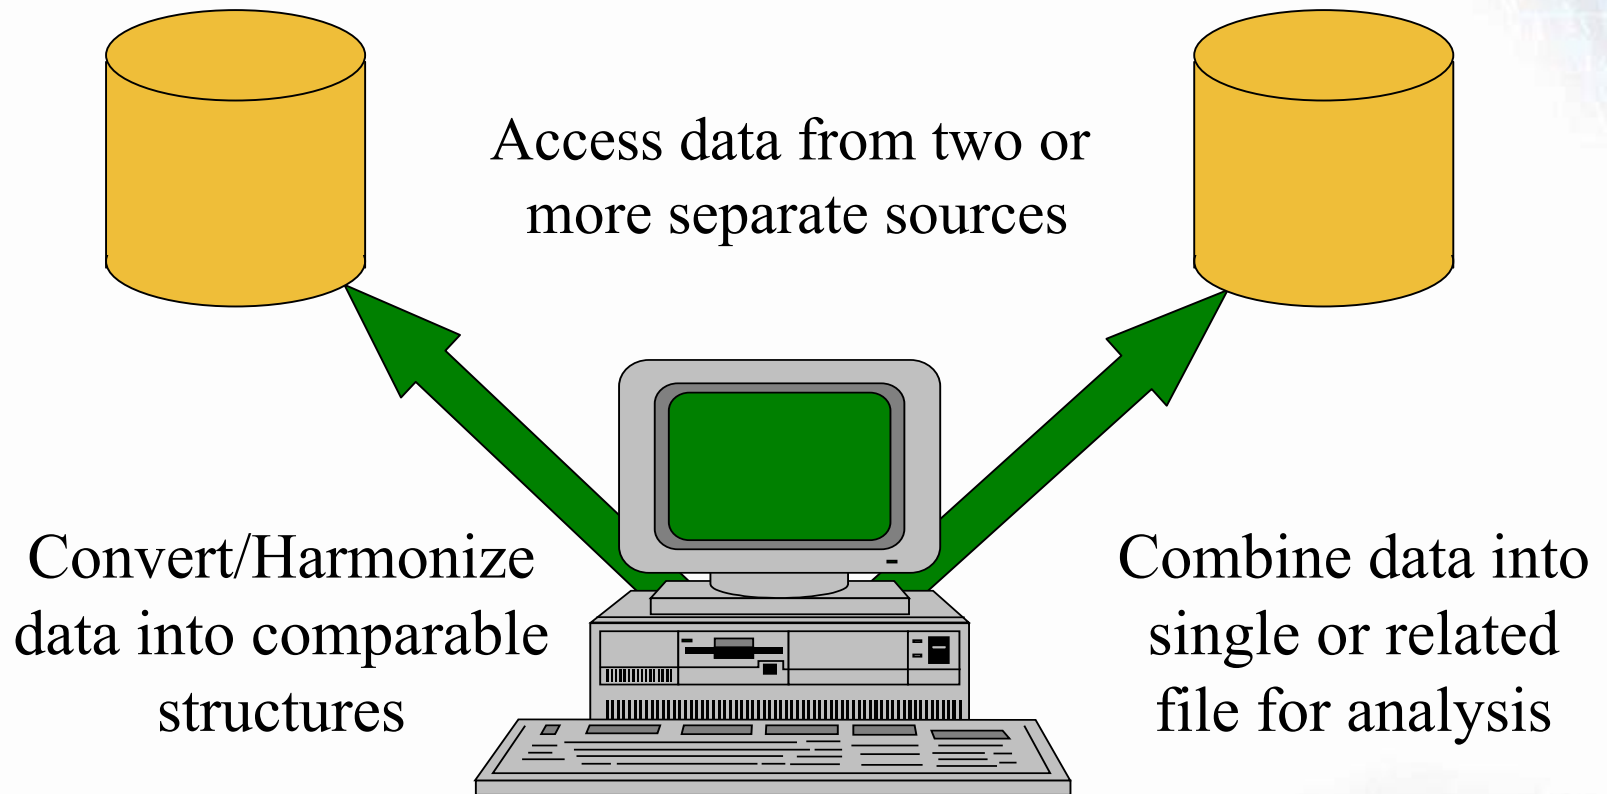 Access data from two or
more separate sources
Convert/Harmonize
data into comparable
structures
Combine data into
single or related
file for analysis